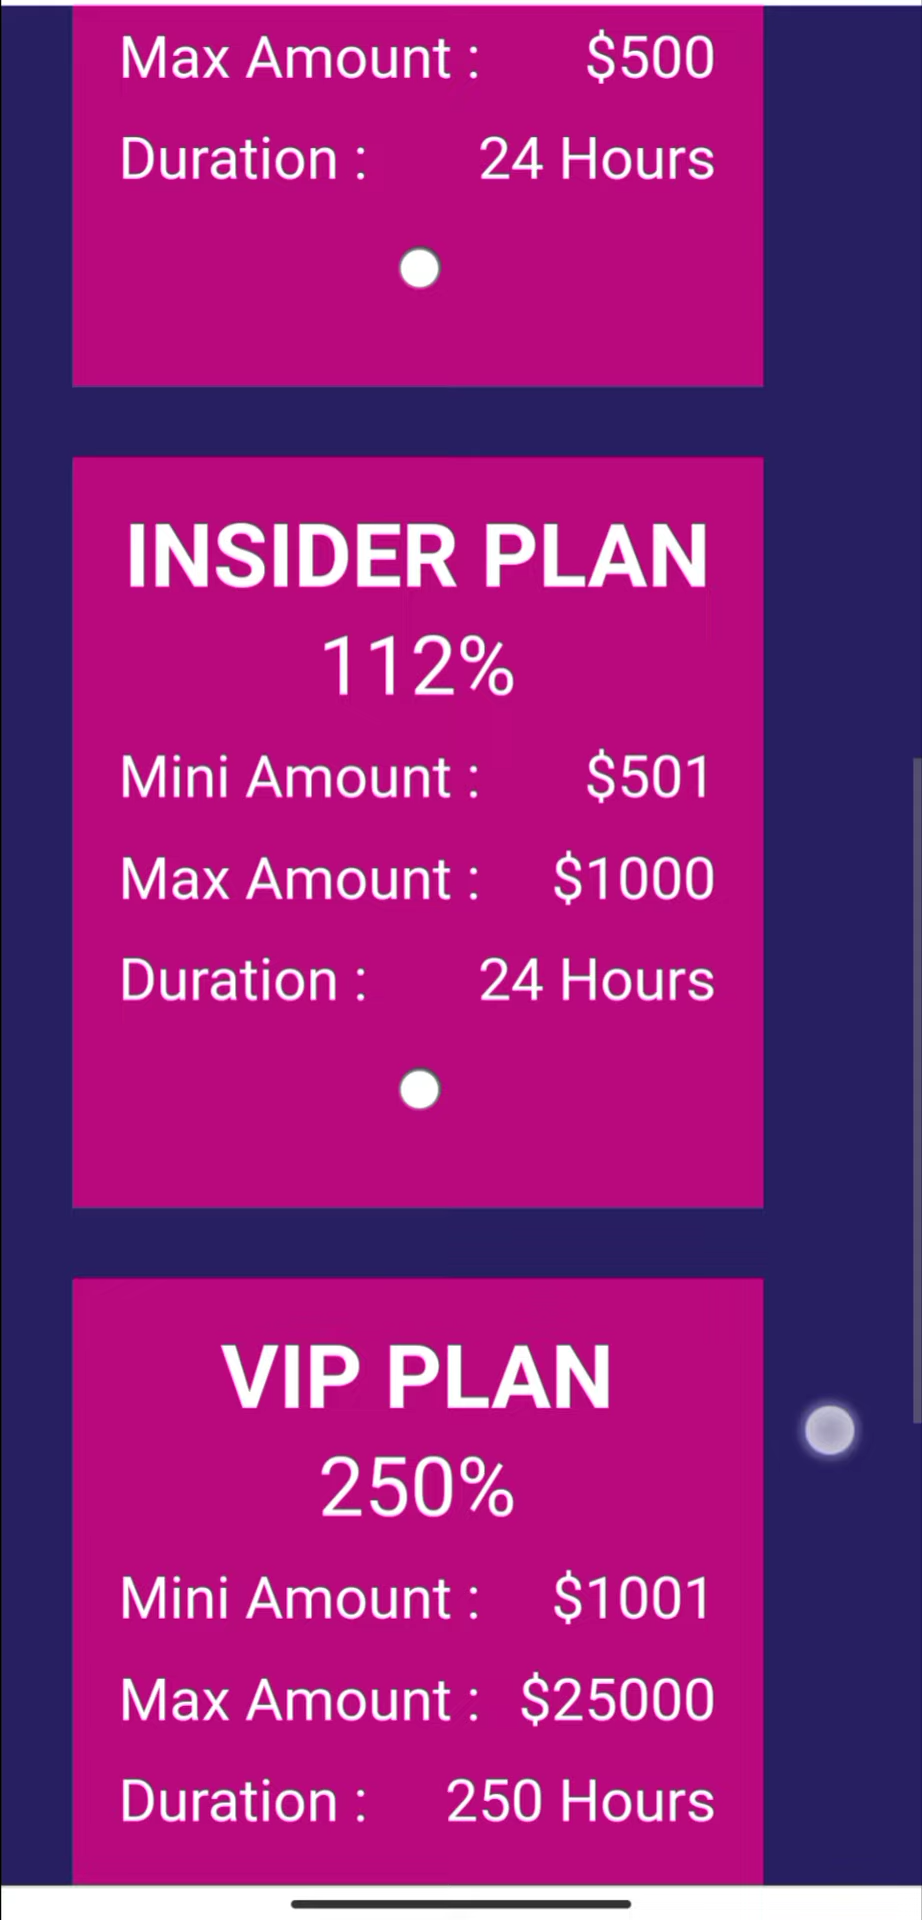 Max Amount : $500
Duration : 24 Hours
INSIDER PLAN
112%
Mini Amount : $501
Max Amount : $1000
Duration : 24 Hours
VIP PLAN
250%
Mini Amount : $1001
Max Amount : $25000
Duration : 250 Hours